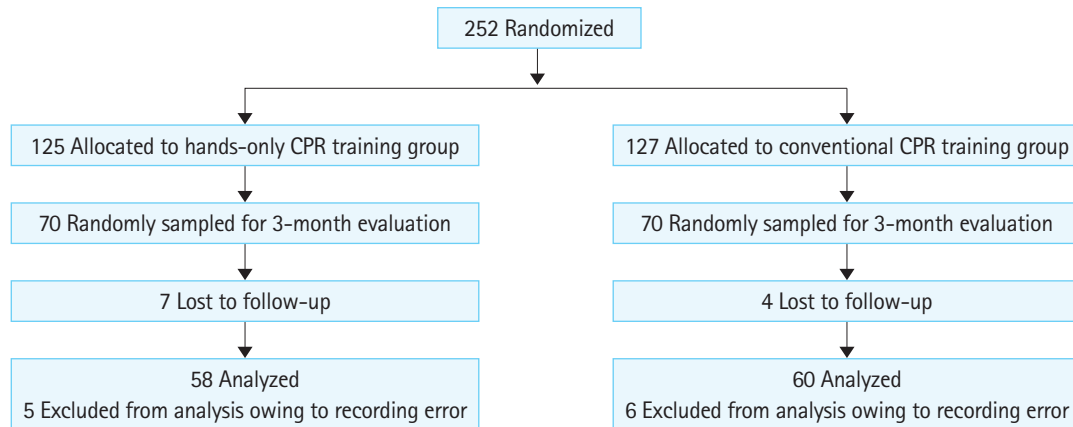 252 Randomized
125 Allocated to hands-only CPR training group
127 Allocated to conventional CPR training group
70 Randomly sampled for 3-month evaluation
70 Randomly sampled for 3-month evaluation
7 Lost to follow-up
4 Lost to follow-up
58 Analyzed
5 Excluded from analysis owing to recording error
60 Analyzed
6 Excluded from analysis owing to recording error